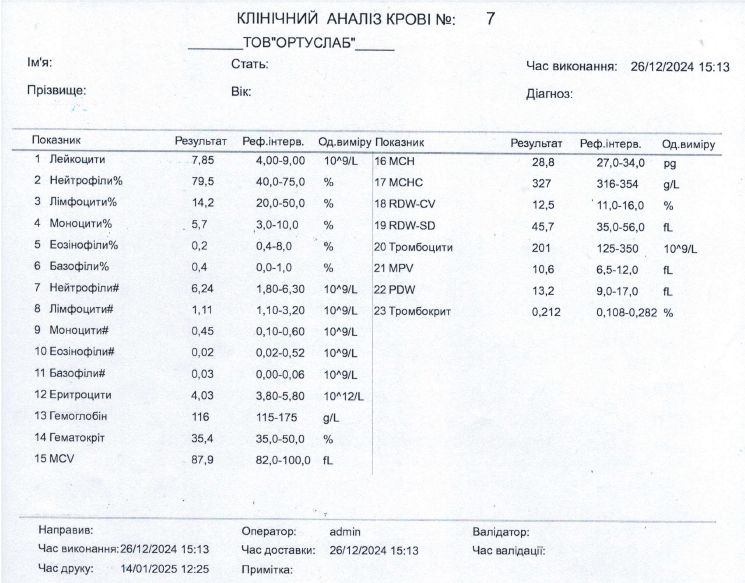 КЛІНІЧНИЙ АНАЛІЗ КРОВІ №: 7
_______ТОВ"ОРТУСЛАБ"_____
Ім'я: Стать: Час виконання: 26/12/2024 15:13
Прізвище: Вік: Діагноз:
Показник Результат Реф.інтерв. Од.виміру Показник Результат Реф.інтерв. Од.виміру
1 Лейкоцити 7,85 4,00-9,00 10^9/L 16 MCH 28,8 27,0-34,0 pg
2 Нейтрофіли% 79,5 40,0-75,0 % 17 MCHC 327 316-354 g/L
3 Лімфоцити% 14,2 20,0-50,0 % 18 RDW-CV 12,5 11,0-16,0 %
4 Моноцити% 5,7 3,0-10,0 % 19 RDW-SD 45,7 35,0-56,0 fL
5 Еозінофіли% 0,2 0,4-8,0 % 20 Тромбоцити 201 125-350 10^9/L
6 Базофіли% 0,4 0,0-1,0 % 21 MPV 10,6 6,5-12,0 fL
7 Нейтрофіли# 6,24 1,80-6,30 10^9/L 22 PDW 13,2 9,0-17,0 fL
8 Лімфоцити# 1,11 1,10-3,20 10^9/L 23 Тромбокрит 0,212 0,108-0,282 %
9 Моноцити# 0,45 0,10-0,60 10^9/L
10 Еозінофіли# 0,02 0,02-0,52 10^9/L
11 Базофіли# 0,03 0,00-0,06 10^9/L
12 Еритроцити 4,03 3,80-5,80 10^12/L
13 Гемоглобін 116 115-175 g/L
14 Гематокріт 35,4 35,0-50,0 %
15 MCV 87,9 82,0-100,0 fL
Направив: Оператор: admin Валідатор:
Час виконання: 26/12/2024 15:13 Час доставки: 26/12/2024 15:13 Час валідації:
Час друку: 14/01/2025 12:25 Примітка: